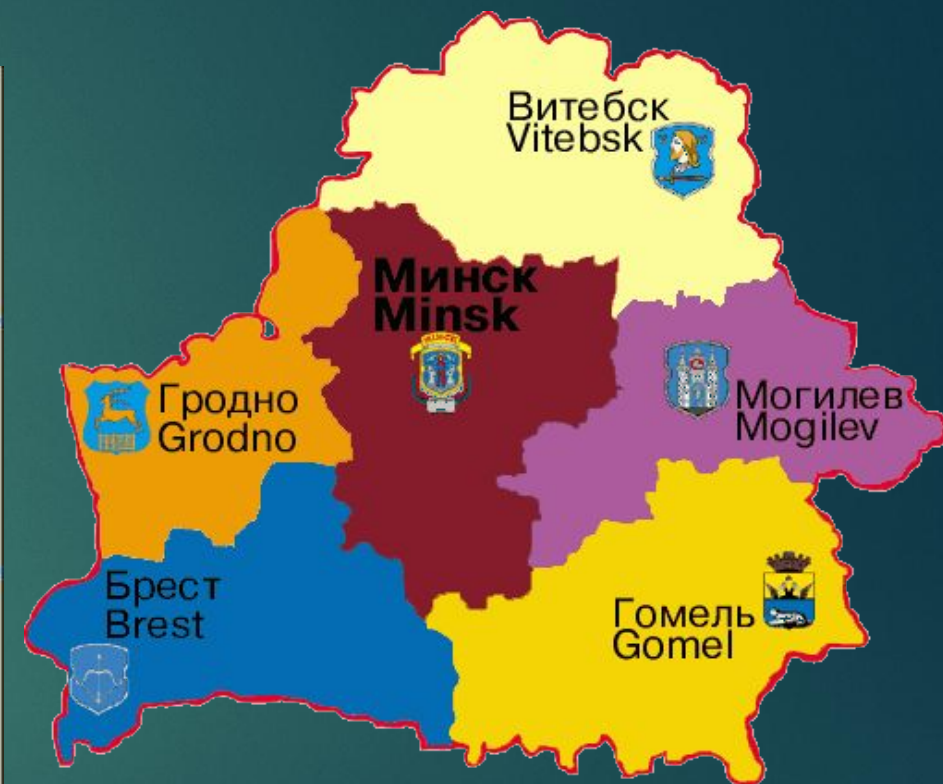 Витебск
Vitebsk
Минск
Minsk
Гродно
Grodno
Могилев
Mogilev
Брест
Brest
Гомель
Gomel